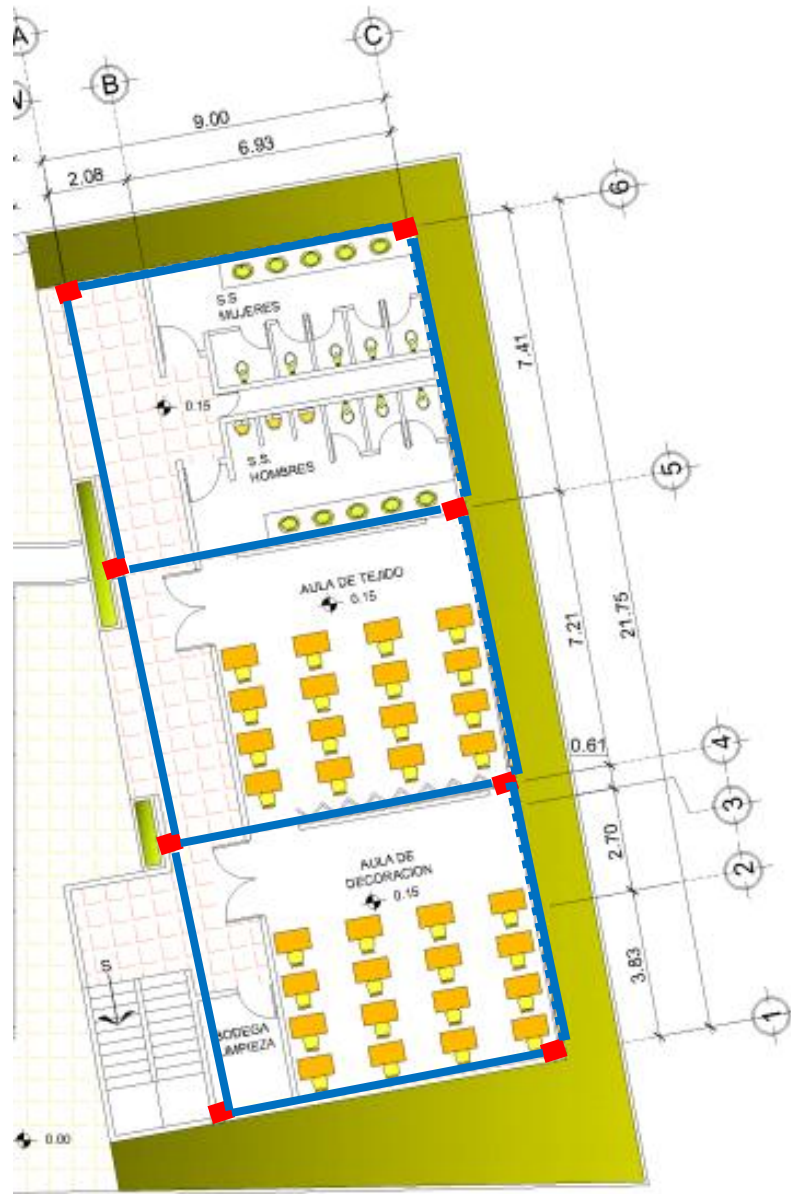 A
B
C
9.00
6.93
2.08
6
S.S
MUJERES
7.41
0.15
5
S.S.
HOMBRES
AULA DE TEJIDO
0.15
7.21
21.75
0.61
4
3
AULA DE
DECORACION
0.15
2.70
2
S
3.83
1
BODEGA
LIMPIEZA
0.00